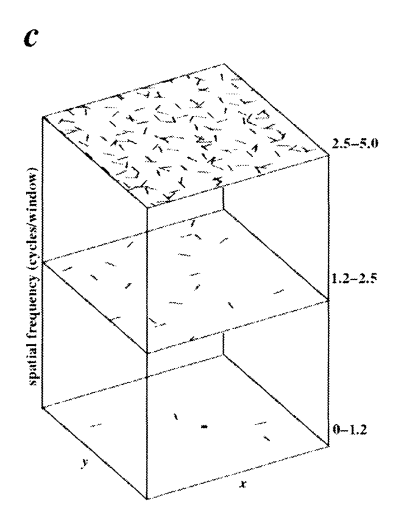 c
2.5–5.0
spatial frequency (cycles/window)
1.2–2.5
0–1.2
y
x